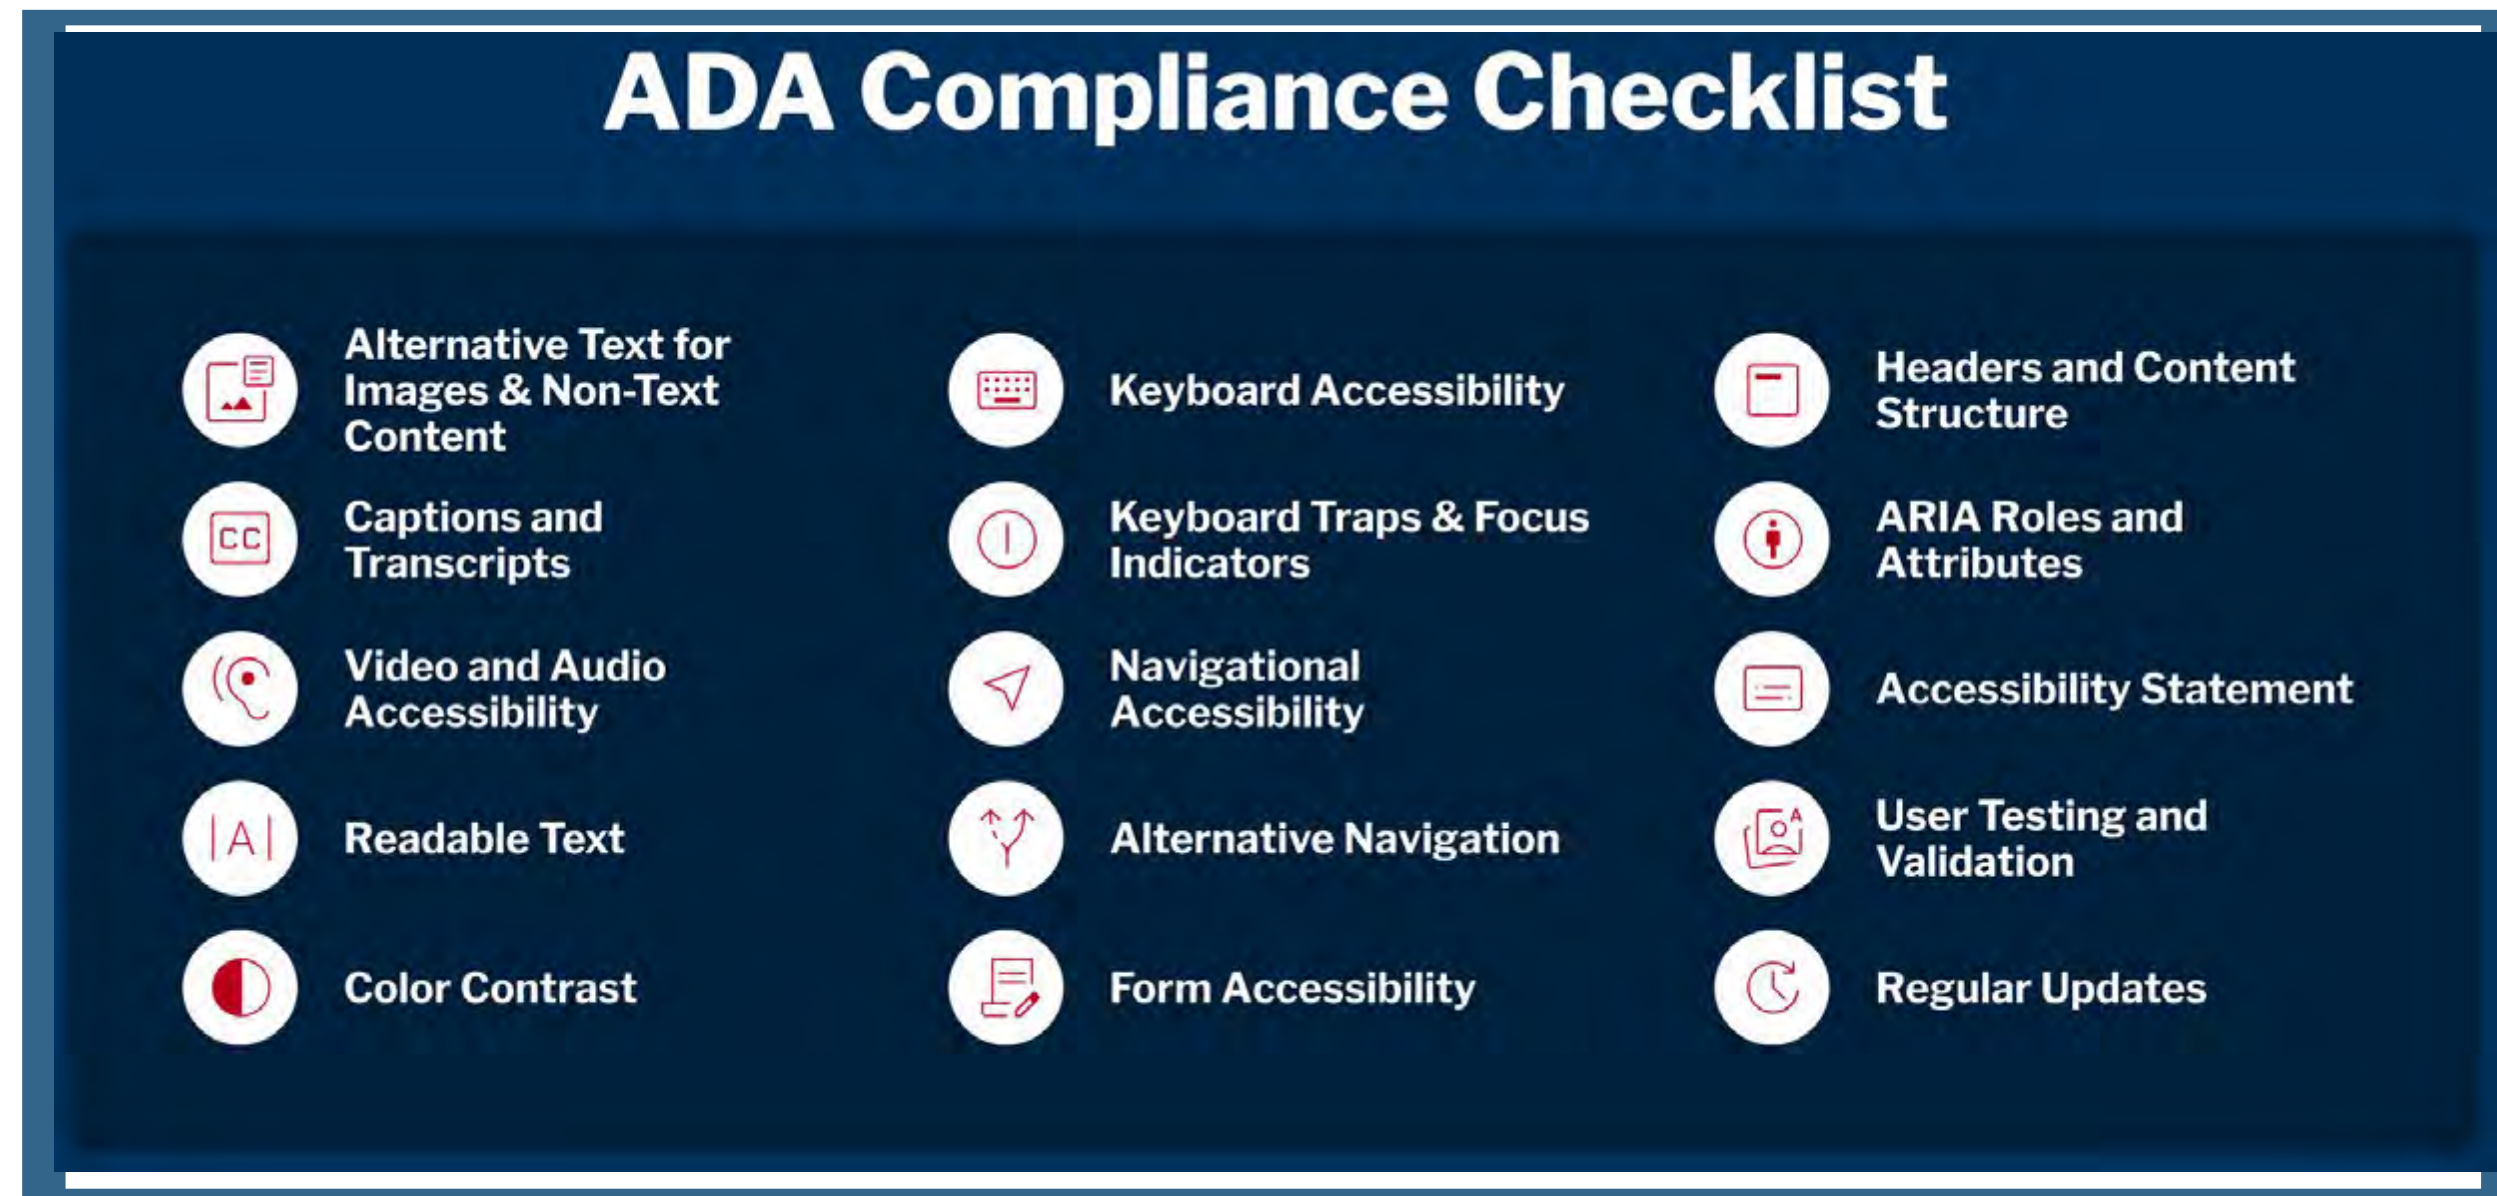 ADA Compliance Checklist
Alternative Text for
Images & Non-Text
Content
CC
Captions and
Transcripts
Video and Audio
Accessibility
A
Readable Text
Color Contrast
Keyboard Accessibility
Keyboard Traps & Focus
Indicators
Navigational
Accessibility
Alternative Navigation
Form Accessibility
Headers and Content
Structure
ARIA Roles and
Attributes
Accessibility Statement
A
User Testing and
Validation
Regular Updates